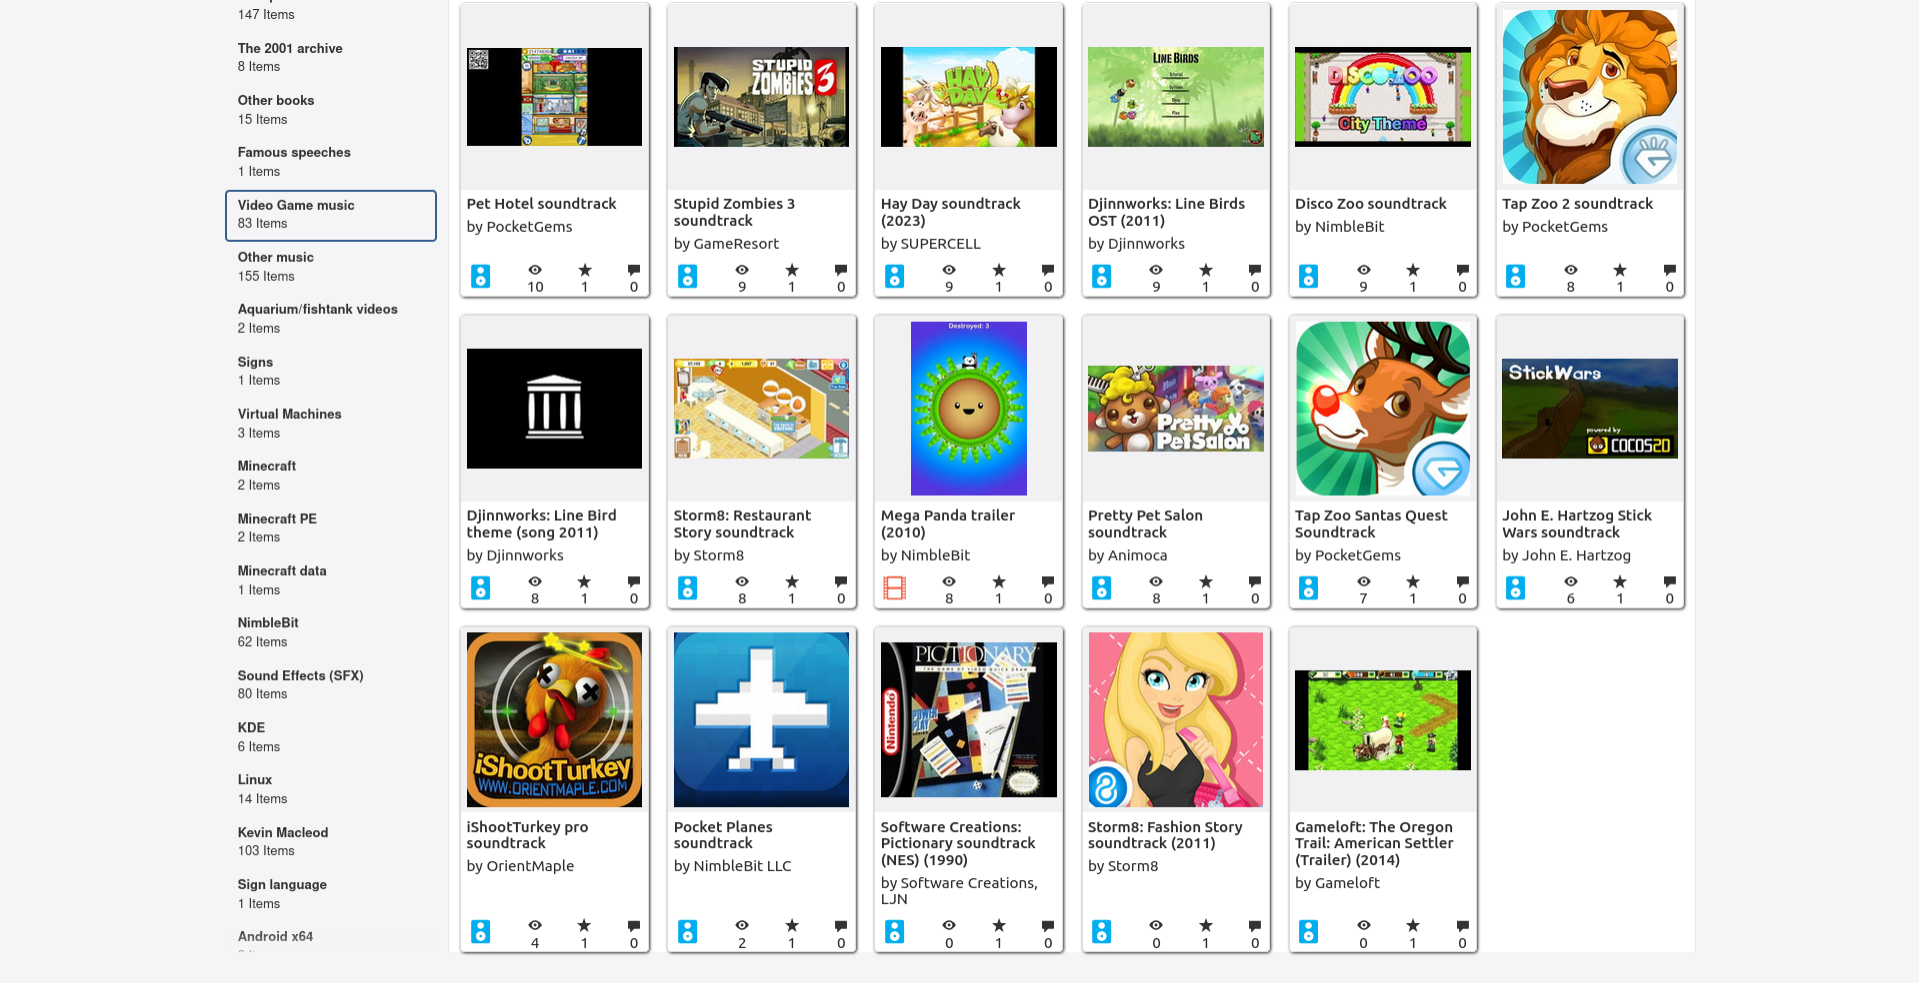 147 Items
The 2001 archive
8 Items
Other books
15 Items
Famous speeches
1 Items
Video Game music
83 Items
Other music
155 Items
Aquarium/fishtank videos
2 Items
Signs
1 Items
Virtual Machines
3 Items
Minecraft
2 Items
Minecraft PE
2 Items
Minecraft data
1 Items
NimbleBit
62 Items
Sound Effects (SFX)
80 Items
KDE
6 Items
Linux
14 Items
Kevin Macleod
103 Items
Sign language
1 Items
Android x64
Pet Hotel soundtrack
by PocketGems
10 1 0
STUPID
ZOMBIES 3
Stupid Zombies 3
soundtrack
by GameResort
9 1 0
HAY
DAY
Hay Day soundtrack
(2023)
by SUPERCELL
9 1 0
LINE BIRDS
Djinnworks: Line Birds
OST (2011)
by Djinnworks
9 1 0
DISCO ZOO
City Theme
Disco Zoo soundtrack
by NimbleBit
9 1 0
Tap Zoo 2 soundtrack
by PocketGems
8 1 0
Djinnworks: Line Bird
theme (song 2011)
by Djinnworks
8 1 0
Storm8: Restaurant
Story soundtrack
by Storm8
8 1 0
Destroyed: 3
Mega Panda trailer
(2010)
by NimbleBit
8 1 0
Pretty
Pet Salon
Pretty Pet Salon
soundtrack
by Animoca
8 1 0
Tap Zoo Santas Quest
Soundtrack
by PocketGems
7 1 0
StickWars
powered by
COCOS2D
John E. Hartzog Stick
Wars soundtrack
by John E. Hartzog
6 1 0
iShootTurkey
WWW.ORIENTMAPLE.COM
iShootTurkey pro
soundtrack
by OrientMaple
4 1 0
Pocket Planes
soundtrack
by NimbleBit LLC
2 1 0
PICTIONARY
THE GAME OF VIDEO QUICK DRAW
Nintendo
Software Creations:
Pictionary soundtrack
(NES) (1990)
by Software Creations,
LJN
0 1 0
Storm8: Fashion Story
soundtrack (2011)
by Storm8
0 1 0
Gameloft: The Oregon
Trail: American Settler
(Trailer) (2014)
by Gameloft
0 1 0